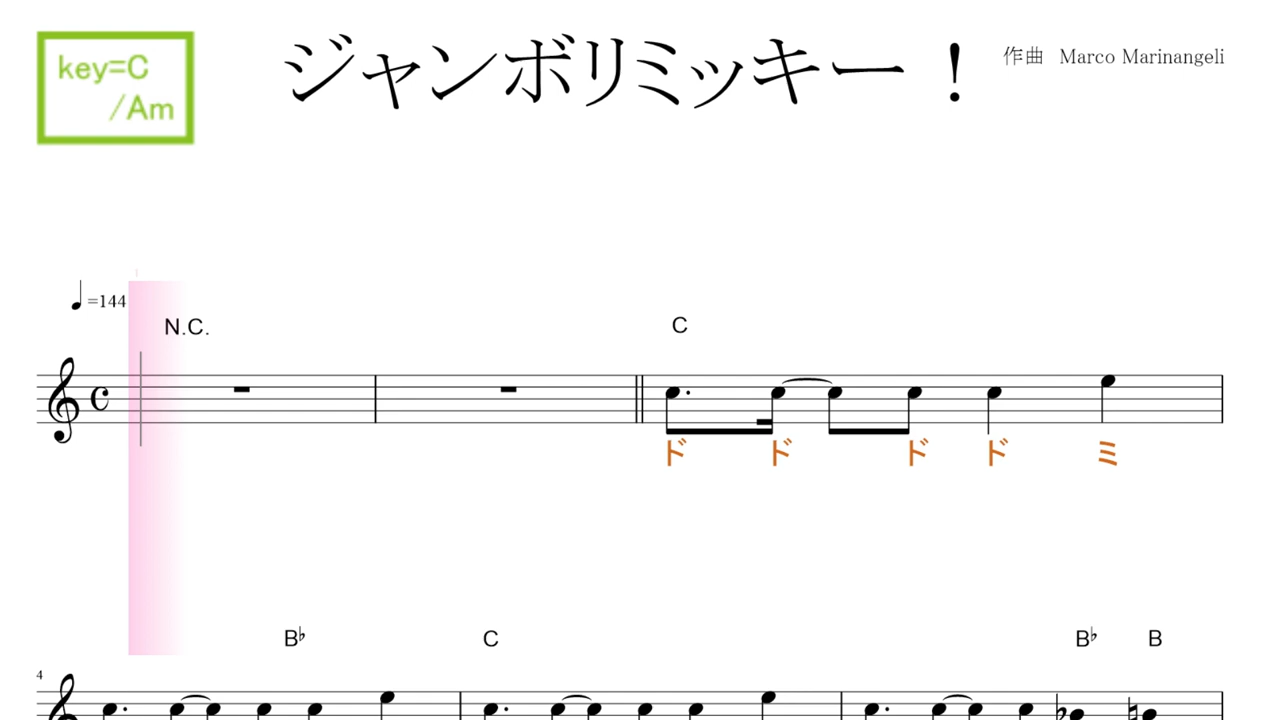 key=C
/Am
ジャンボリミッキー！
作曲 Marco Marinangeli
=144
N.C.
C
ド ド ド ド ミ
B♭ C B♭ B
4